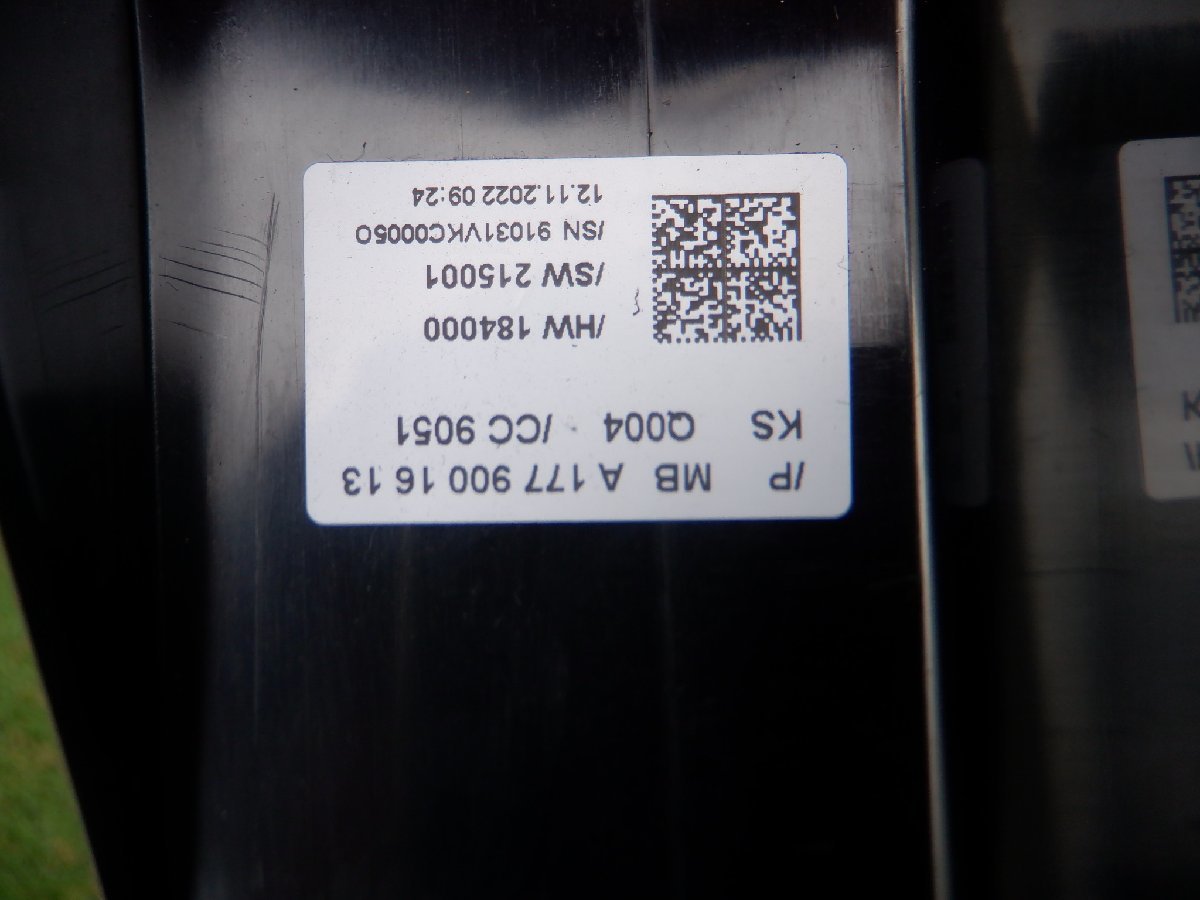 /P MB A 177 900 16 13
KS Q004 /CC 9051
/HW 184000
/SW 215001
/SN 91031VKC0005O
12.11.2022 09:24